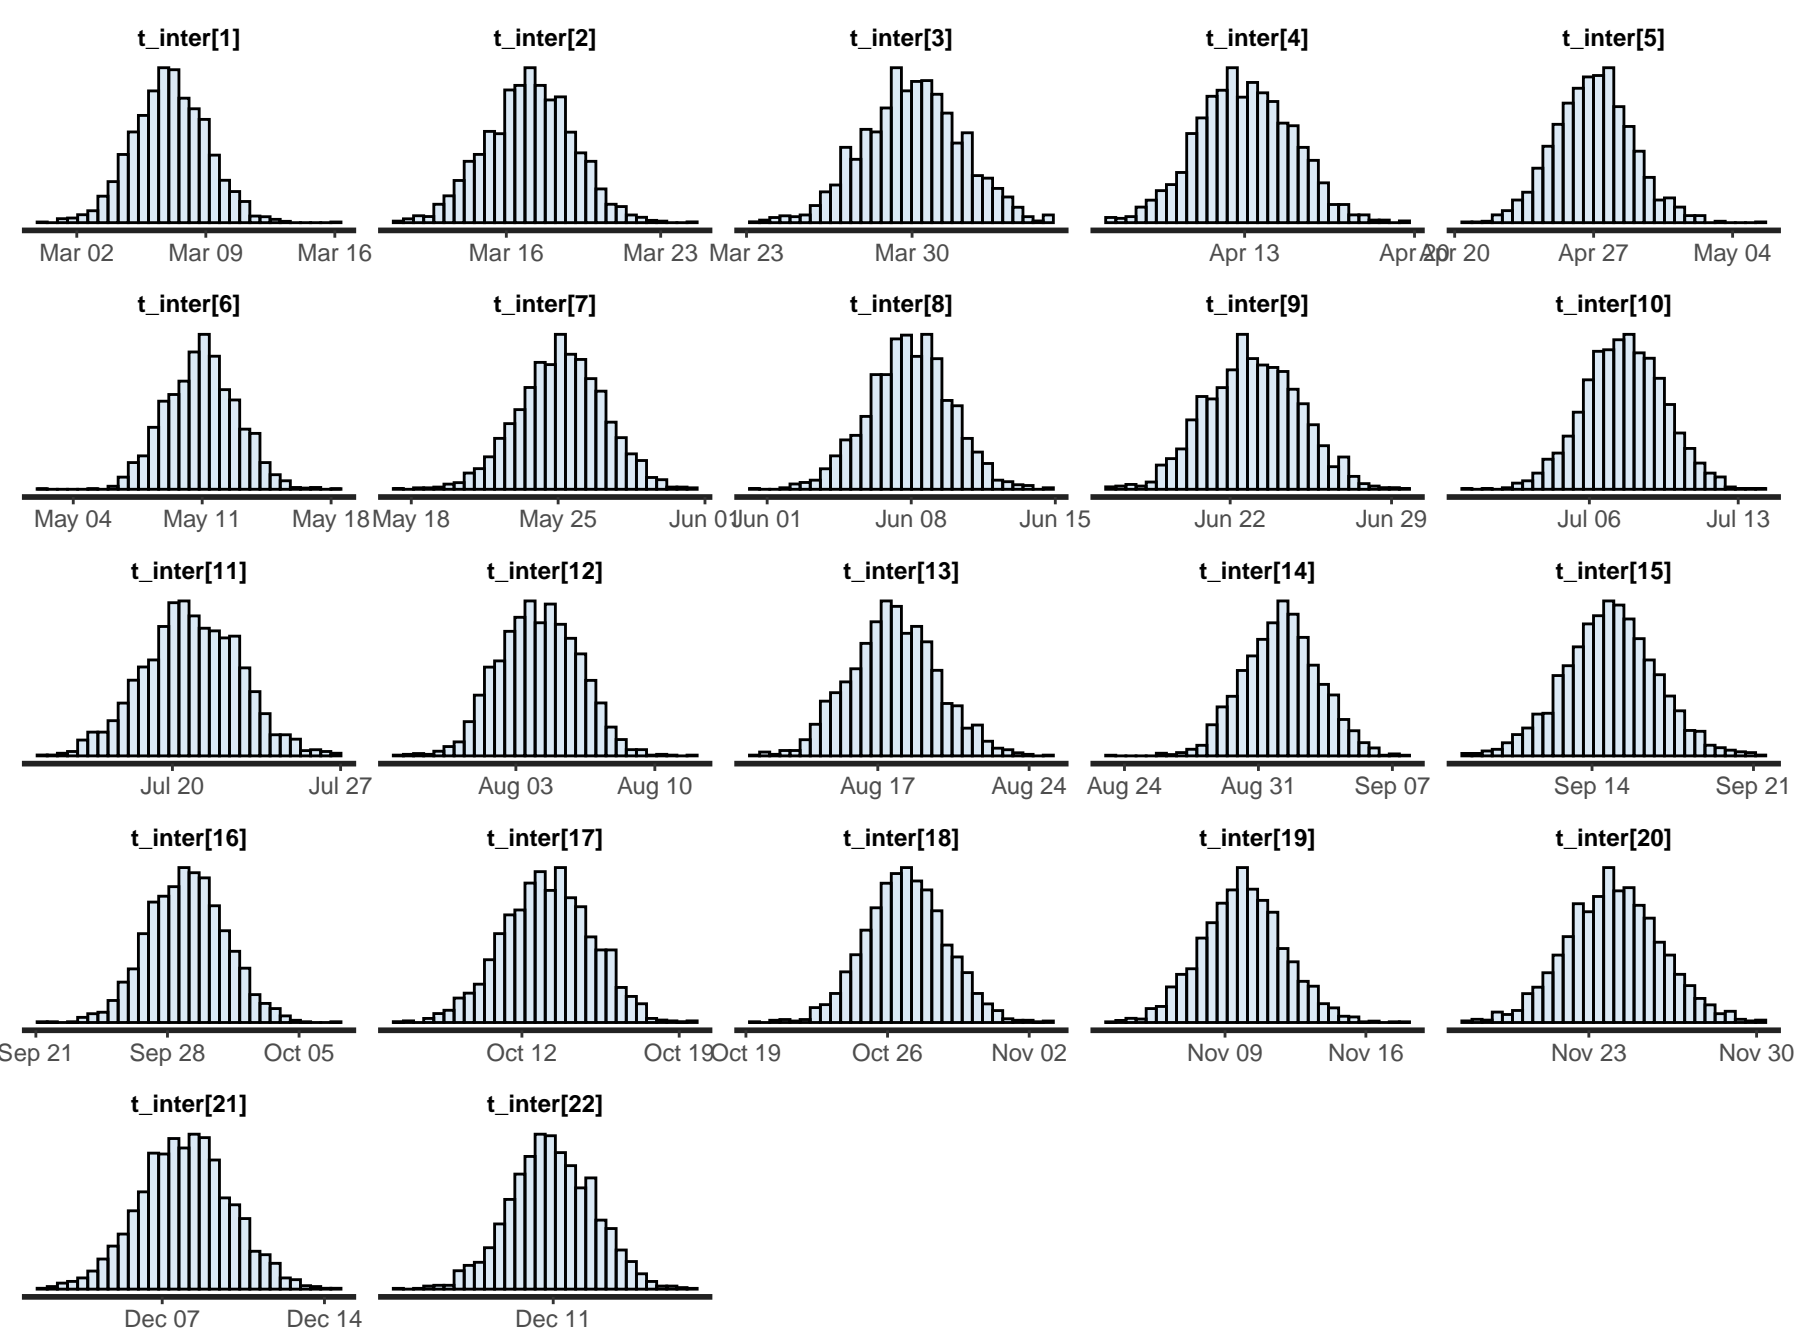 t_inter[1] t_inter[2] t_inter[3] t_inter[4] t_inter[5]
Mar 02 Mar 09 Mar 16 Mar 16 Mar 23 Mar 23 Mar 30 Apr 13 Apr 20 Apr 20 Apr 27 May 04
t_inter[6] t_inter[7] t_inter[8] t_inter[9] t_inter[10]
May 04 May 11 May 18 May 18 May 25 Jun 01 Jun 01 Jun 08 Jun 15 Jun 22 Jun 29 Jul 06 Jul 13
t_inter[11] t_inter[12] t_inter[13] t_inter[14] t_inter[15]
Jul 20 Jul 27 Aug 03 Aug 10 Aug 17 Aug 24 Aug 24 Aug 31 Sep 07 Sep 14 Sep 21
t_inter[16] t_inter[17] t_inter[18] t_inter[19] t_inter[20]
Sep 21 Sep 28 Oct 05 Oct 12 Oct 19 Oct 19 Oct 26 Nov 02 Nov 09 Nov 16 Nov 23 Nov 30
t_inter[21] t_inter[22]
Dec 07 Dec 14 Dec 11